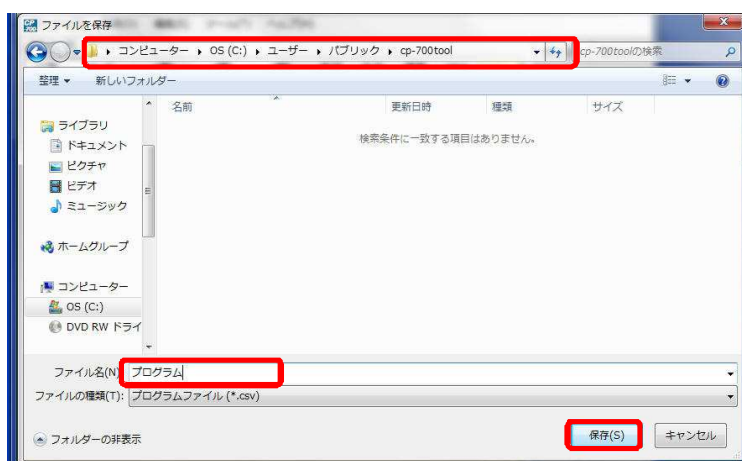 ファイルを保存
コンピューター ▸ OS (C:) ▸ ユーザー ▸ パブリック ▸ cp-700tool
cp-700toolの検索
整理 新しいフォルダー
名前 更新日時 種類 サイズ
検索条件に一致する項目はありません。
ライブラリ
ドキュメント
ピクチャ
ビデオ
ミュージック
ホームグループ
コンピューター
OS (C:)
DVD RW ドライ
ファイル名(N) プログラム
ファイルの種類(T): プログラムファイル (*.csv)
フォルダーの非表示
保存(S) キャンセル